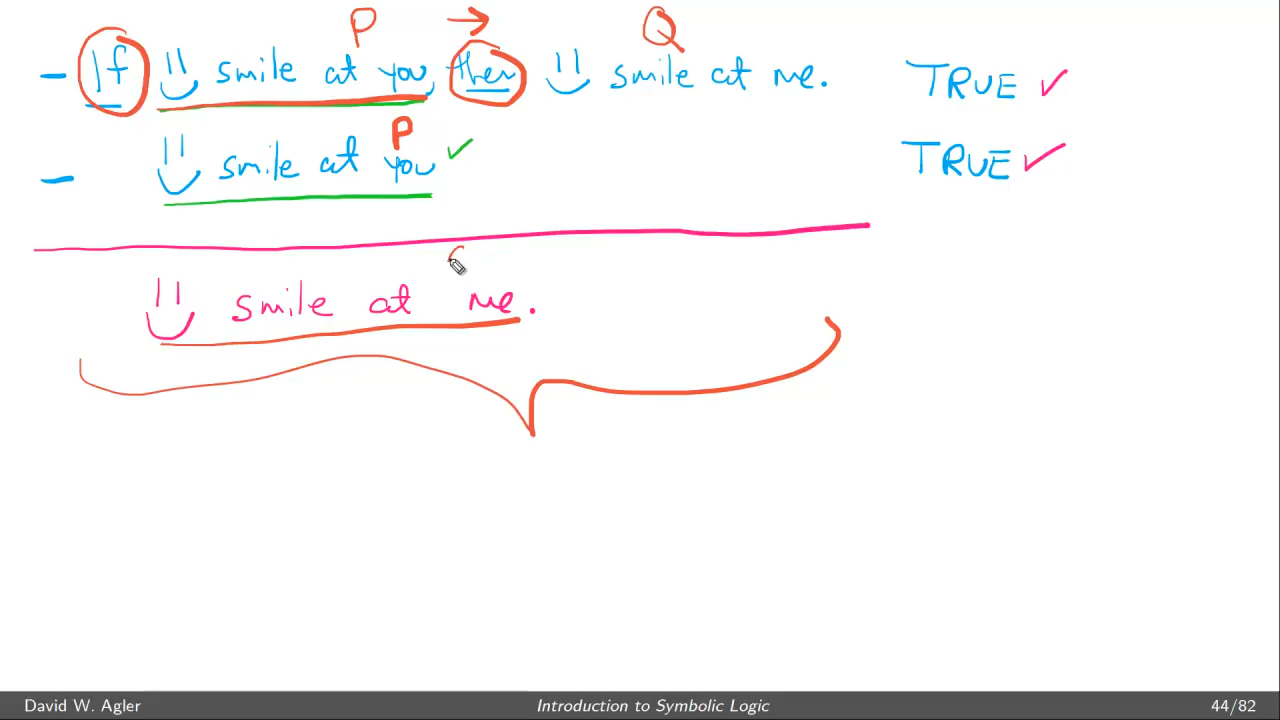 P → Q
- If smile at you, then smile at me. TRUE ✓
P
- smile at you ✓ TRUE ✓
smile at me.
David W. Agler Introduction to Symbolic Logic 44/82